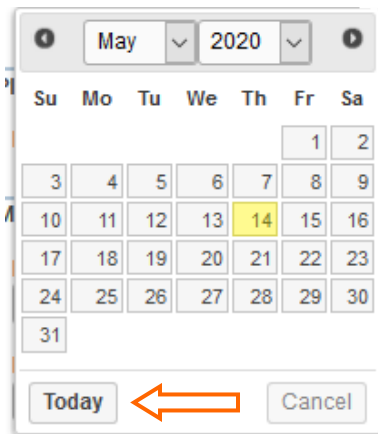 May 2020
Su Mo Tu We Th Fr Sa
1 2
3 4 5 6 7 8 9
10 11 12 13 14 15 16
17 18 19 20 21 22 23
24 25 26 27 28 29 30
31
Today Cancel